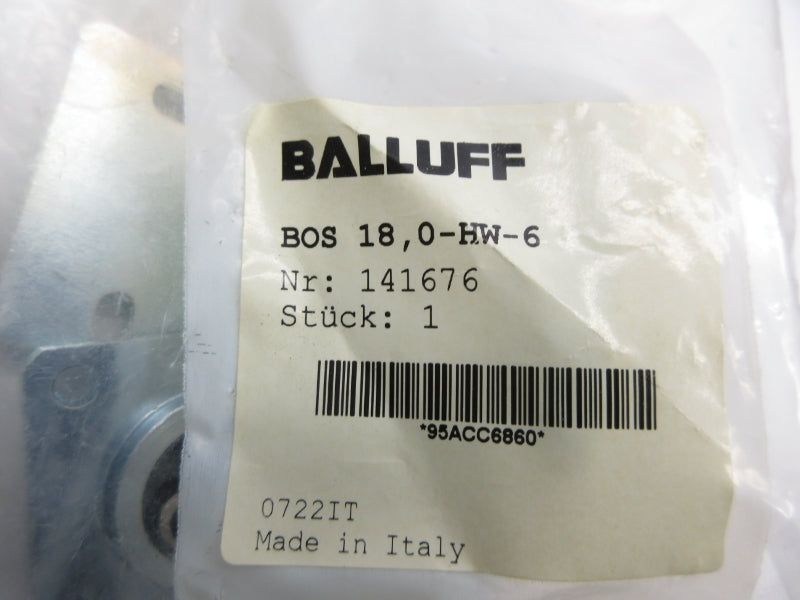 BALLUFF
BOS 18,0-HW-6
Nr: 141676
Stück: 1
*95ACC6860*
0722IT
Made in Italy